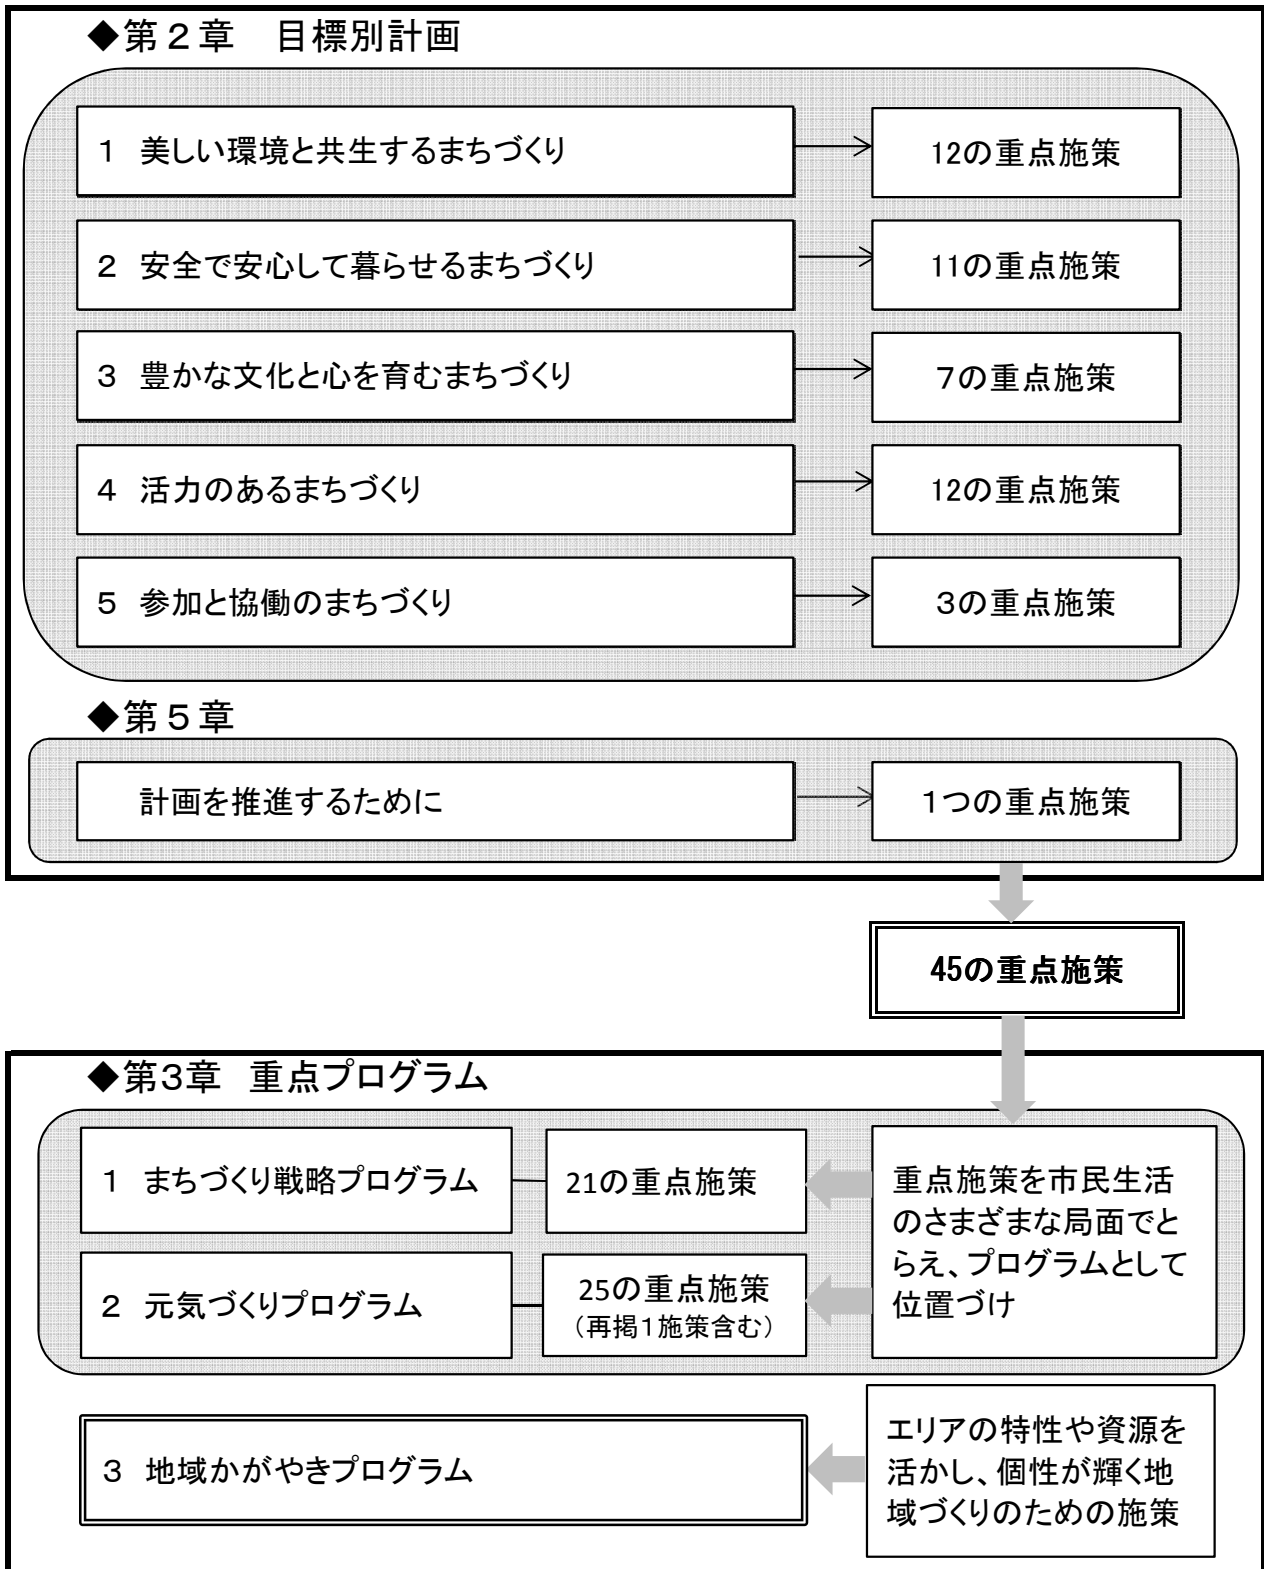 ◆第２章　目標別計画
１　美しい環境と共生するまちづくり
12の重点施策
２　安全で安心して暮らせるまちづくり
11の重点施策
３　豊かな文化と心を育むまちづくり
７の重点施策
４　活力のあるまちづくり
12の重点施策
５　参加と協働のまちづくり
３の重点施策
◆第５章
計画を推進するために
１つの重点施策
45の重点施策
◆第３章　重点プログラム
１　まちづくり戦略プログラム
21の重点施策
２　元気づくりプログラム
25の重点施策
（再掲１施策含む）
重点施策を市民生活
のさまざまな局面でと
らえ、プログラムとして
位置づけ
３　地域かがやきプログラム
エリアの特性や資源を
活かし、個性が輝く地
域づくりのための施策